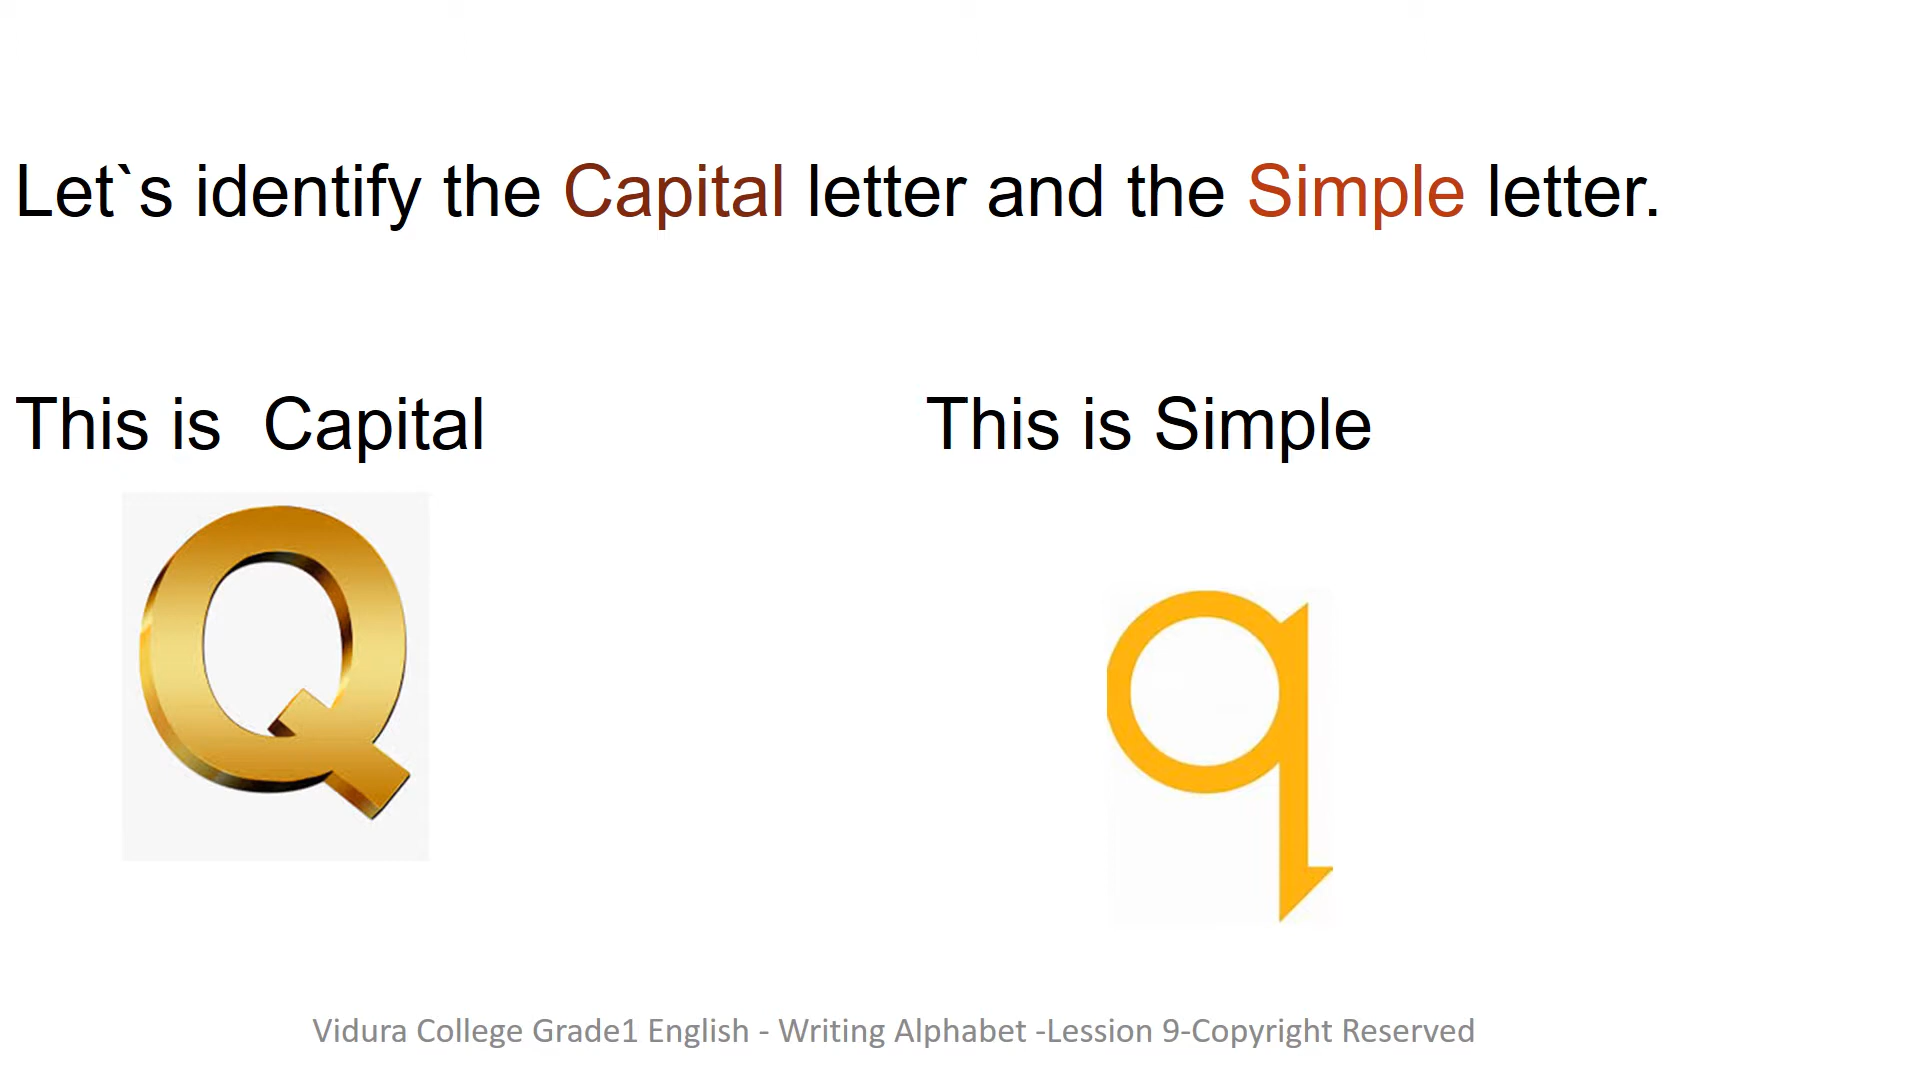 Let`s identify the Capital letter and the Simple letter.
This is  Capital
This is Simple
Q
q
Vidura College Grade1 English - Writing Alphabet -Lession 9-Copyright Reserved